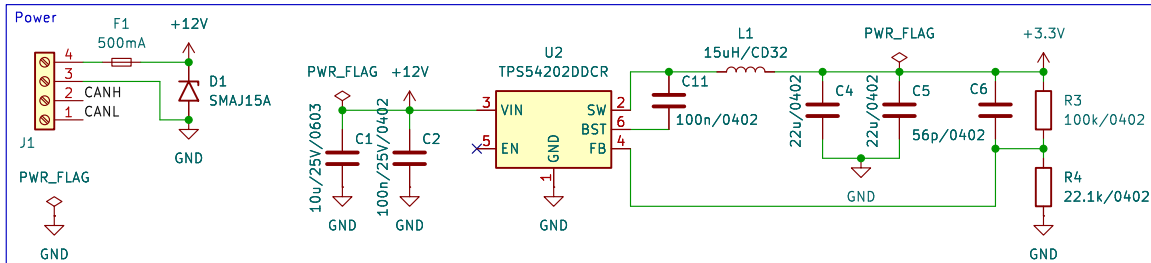 Power
F1
500mA
+12V
4
3
2
1
CANH
CANL
J1
D1
SMAJ15A
GND
PWR_FLAG
GND
PWR_FLAG
+12V
C1
10u/25V/0603
GND
C2
100n/25V/0402
GND
U2
TPS54202DDCR
3
VIN
5
EN
GND
1
SW
2
BST
6
FB
4
GND
C11
100n/0402
L1
15uH/CD32
C4
22u/0402
PWR_FLAG
C5
22u/0402
GND
C6
56p/0402
+3.3V
R3
100k/0402
R4
22.1k/0402
GND